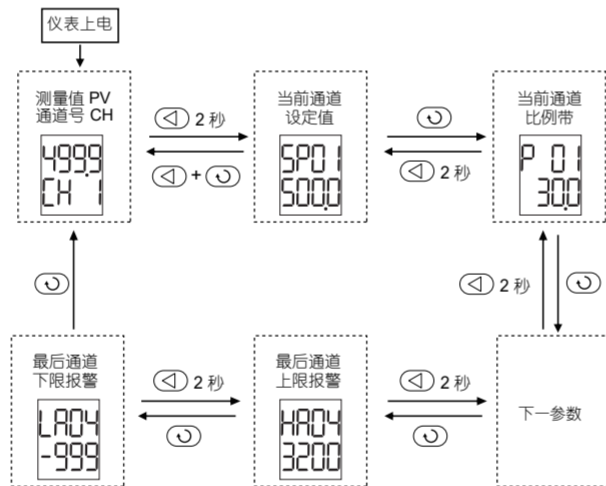 仪表上电
测量值 PV
通道号 CH
499.9
CH 1
2 秒
+
当前通道
设定值
SP01
500.0
2 秒
当前通道
比例带
P 01
30.0
2 秒
最后通道
下限报警
LA04
-999
2 秒
最后通道
上限报警
HA04
3200
2 秒
下一参数